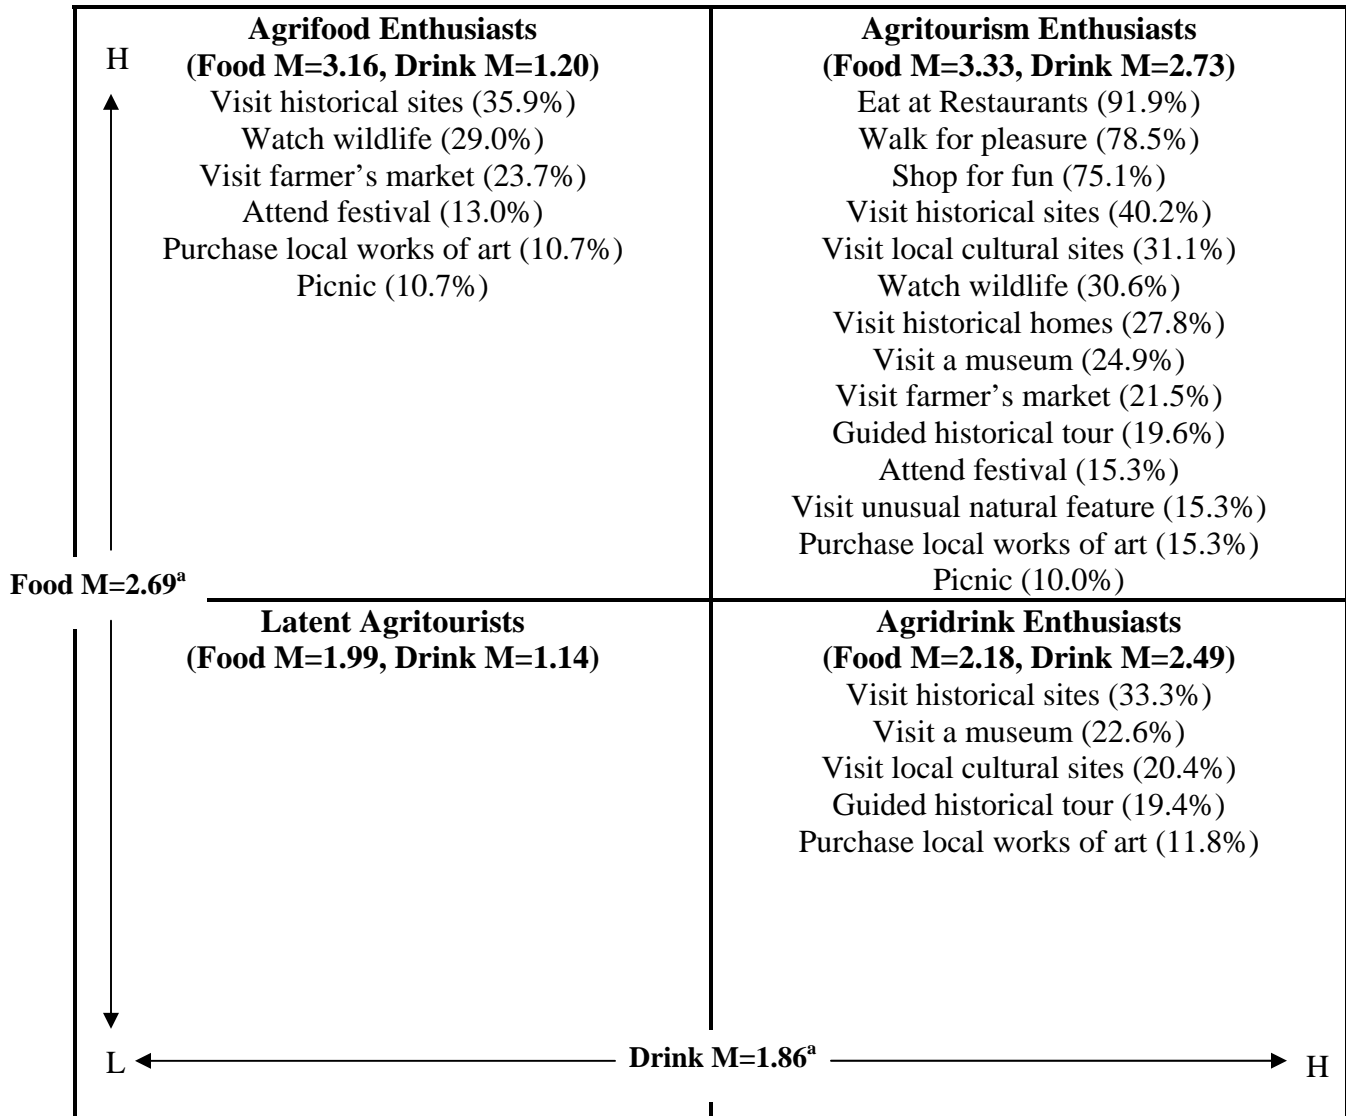 H
Agrifood Enthusiasts
(Food M=3.16, Drink M=1.20)
Visit historical sites (35.9%)
Watch wildlife (29.0%)
Visit farmer’s market (23.7%)
Attend festival (13.0%)
Purchase local works of art (10.7%)
Picnic (10.7%)
Agritourism Enthusiasts
(Food M=3.33, Drink M=2.73)
Eat at Restaurants (91.9%)
Walk for pleasure (78.5%)
Shop for fun (75.1%)
Visit historical sites (40.2%)
Visit local cultural sites (31.1%)
Watch wildlife (30.6%)
Visit historical homes (27.8%)
Visit a museum (24.9%)
Visit farmer’s market (21.5%)
Guided historical tour (19.6%)
Attend festival (15.3%)
Visit unusual natural feature (15.3%)
Purchase local works of art (15.3%)
Picnic (10.0%)
Food M=2.69ᵃ
Latent Agritourists
(Food M=1.99, Drink M=1.14)
Agridrink Enthusiasts
(Food M=2.18, Drink M=2.49)
Visit historical sites (33.3%)
Visit a museum (22.6%)
Visit local cultural sites (20.4%)
Guided historical tour (19.4%)
Purchase local works of art (11.8%)
L
Drink M=1.86ᵃ
H